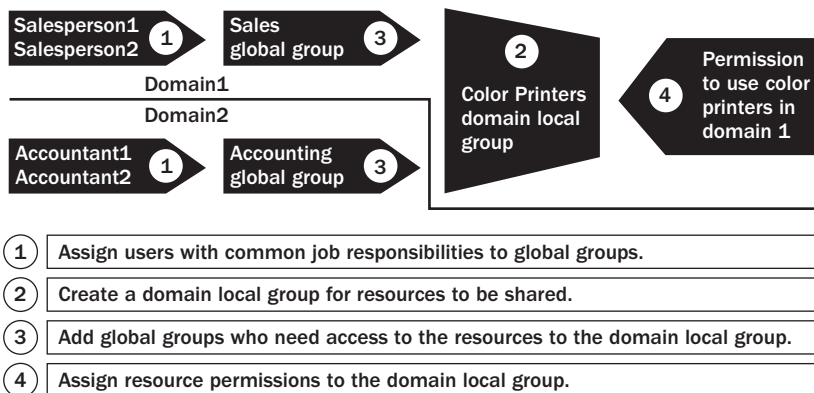 Salesperson1
Salesperson2
1
Sales
global group
3
Domain1
Domain2
Accountant1
Accountant2
1
Accounting
global group
3
2
Color Printers
domain local
group
4
Permission
to use color
printers in
domain 1
1 Assign users with common job responsibilities to global groups.
2 Create a domain local group for resources to be shared.
3 Add global groups who need access to the resources to the domain local group.
4 Assign resource permissions to the domain local group.